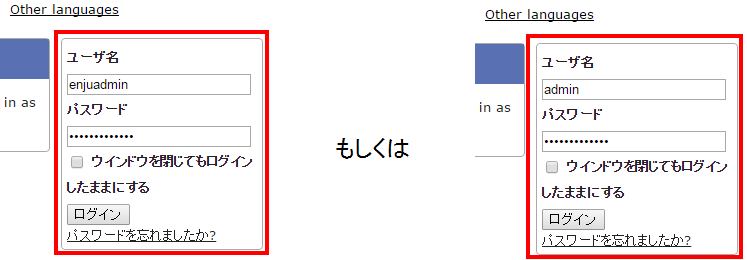 Other languages
in as
ユーザ名
enjuadmin
パスワード
•••••••••••••
ウインドウを閉じてもログイン
したままにする
ログイン
パスワードを忘れましたか?
もしくは
Other languages
in as
ユーザ名
admin
パスワード
•••••••••••••
ウインドウを閉じてもログイン
したままにする
ログイン
パスワードを忘れましたか?